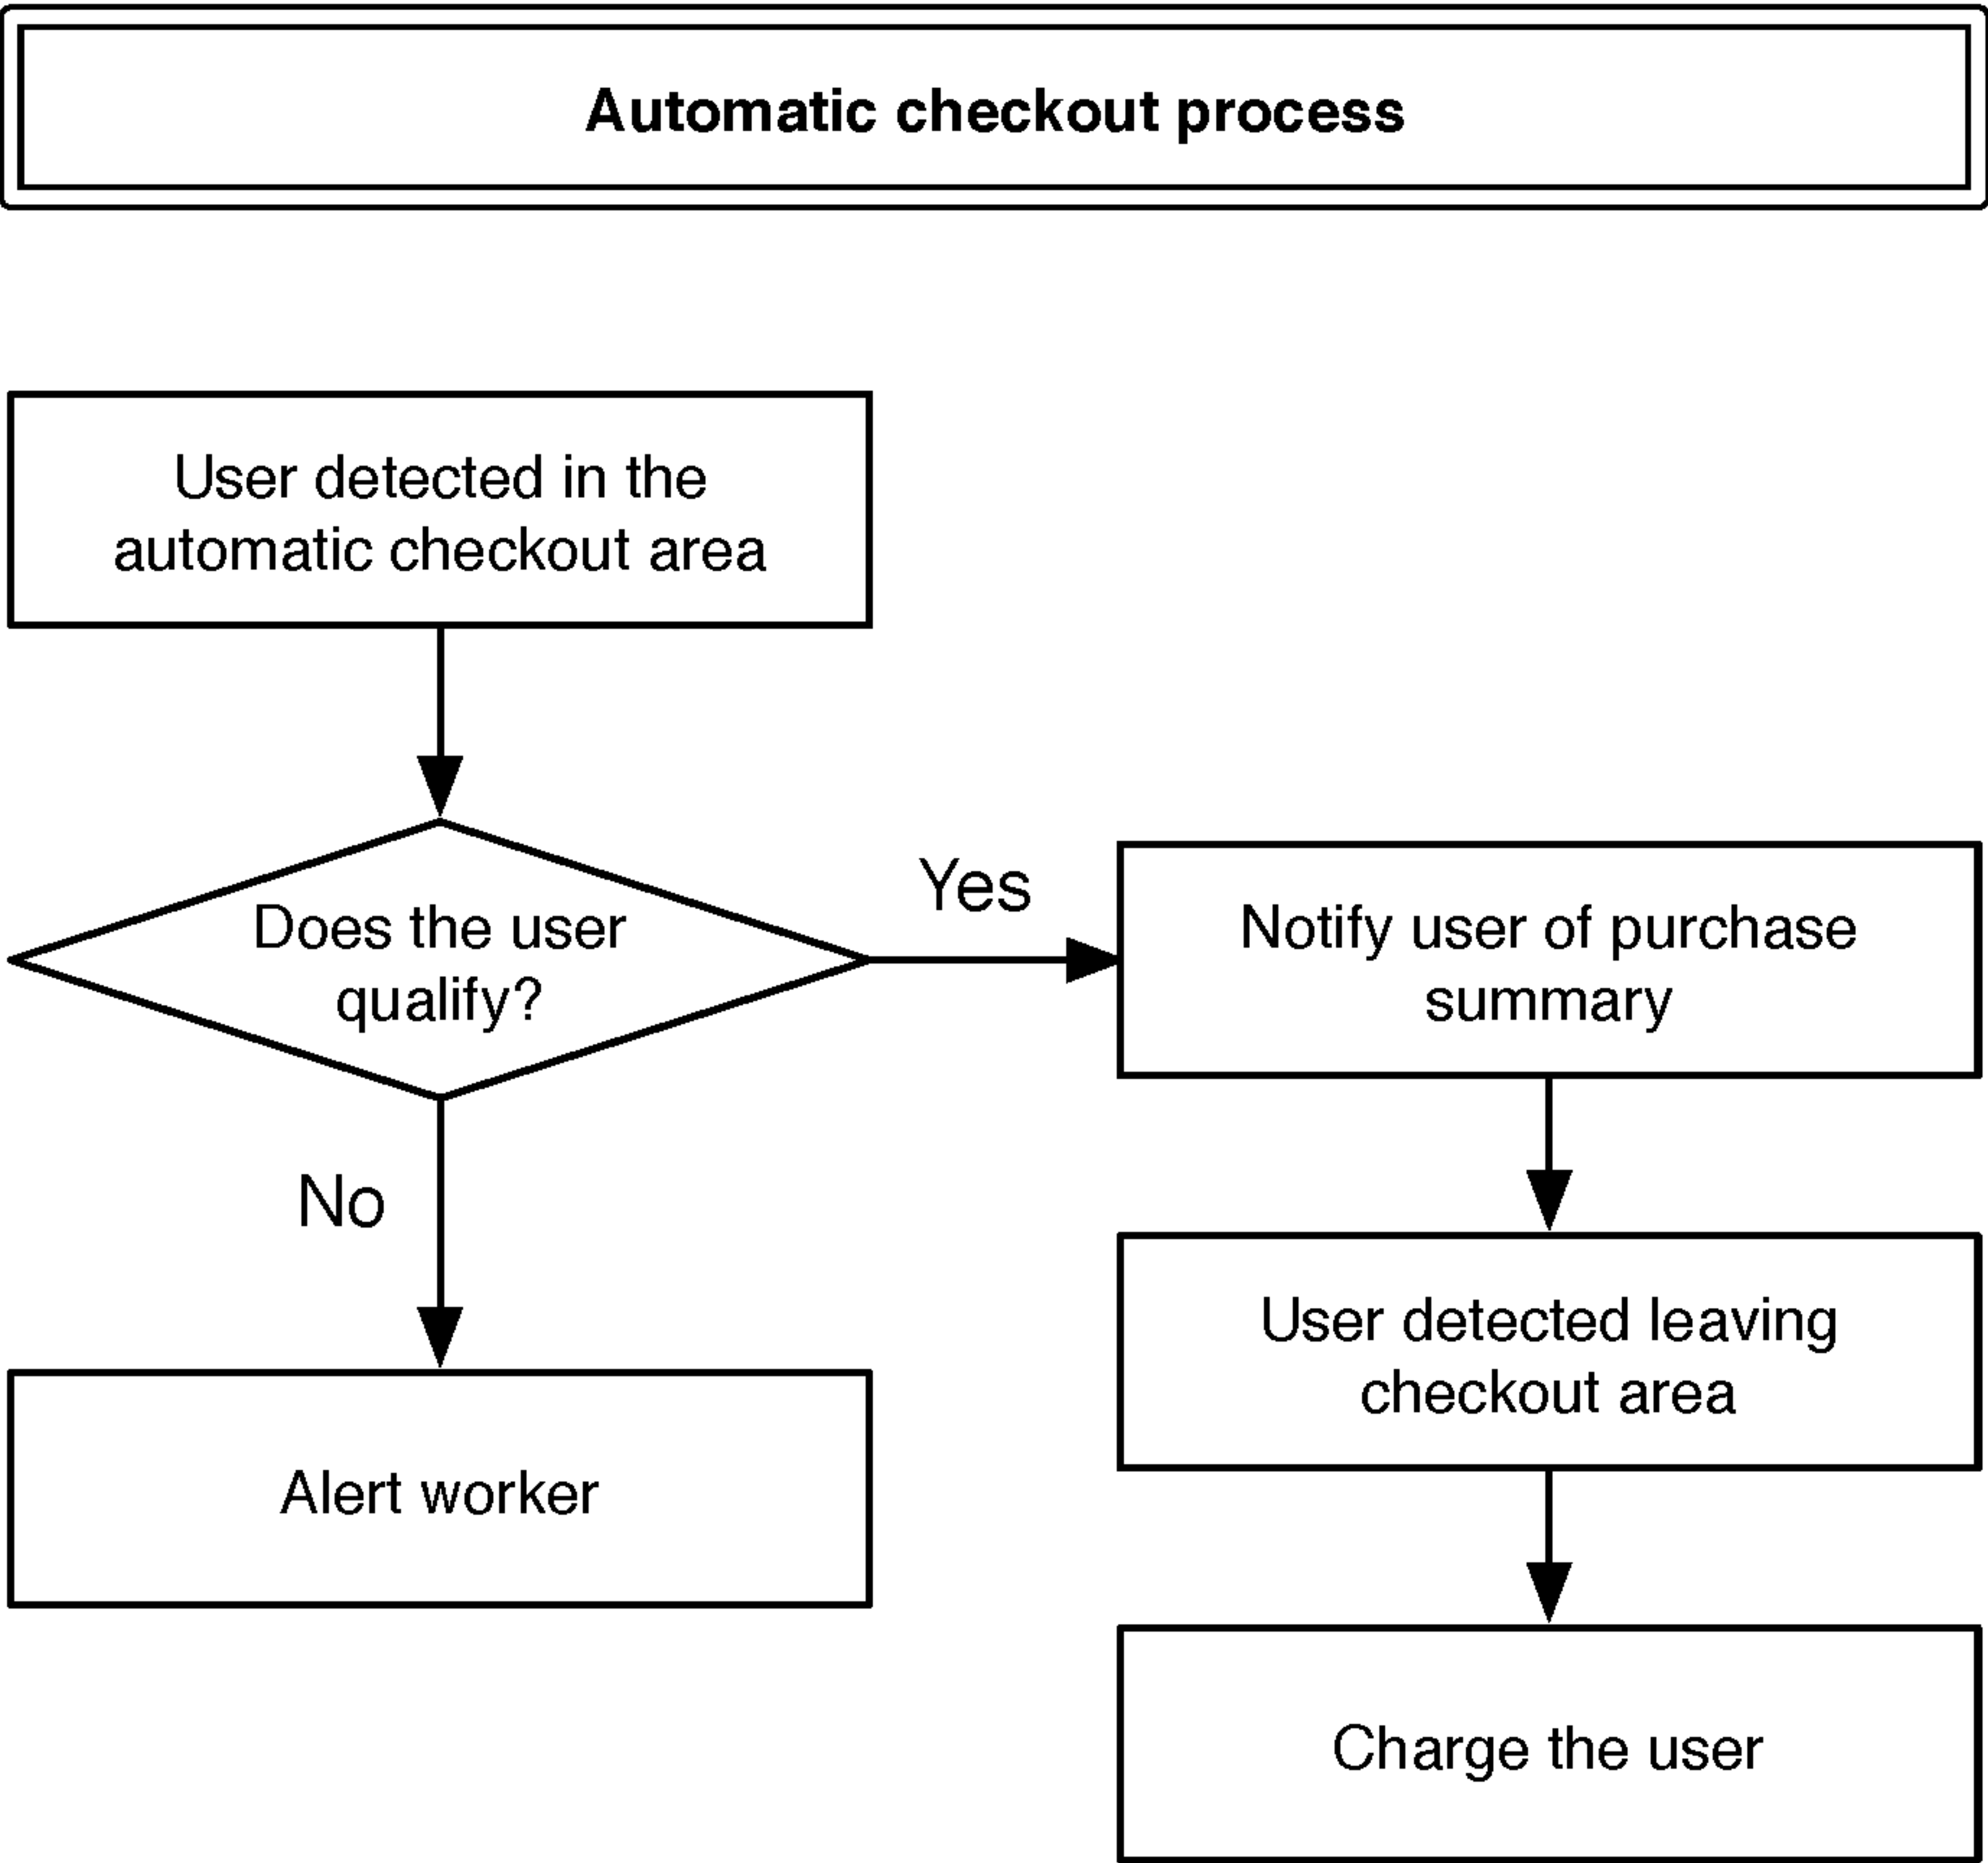 Automatic checkout process
User detected in the
automatic checkout area
Does the user
qualify?
Yes
Notify user of purchase
summary
No
User detected leaving
checkout area
Alert worker
Charge the user